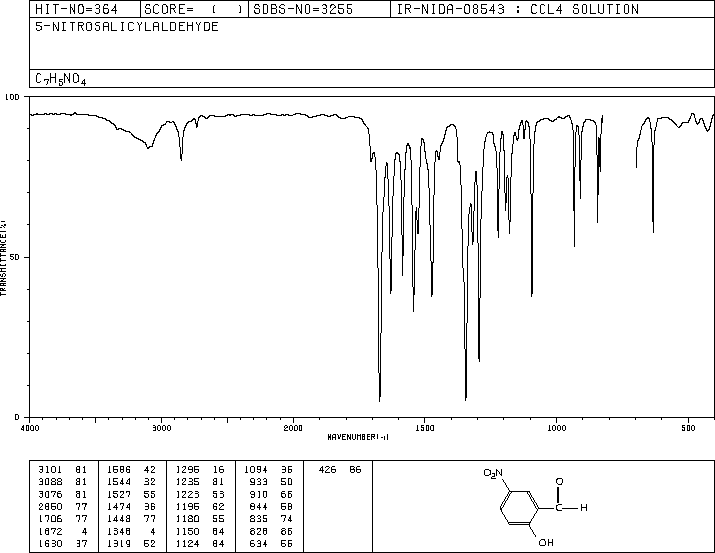 HIT-NO=364 SCORE= ( ) SDBS-NO=3255 IR-NIDA-08543 : CCL4 SOLUTION
5-NITROSALICYLALDEHYDE
C7H5NO4
100
50
0
TRANSMITTANCE(%)
4000 3000 2000 1500 1000 500
WAVENUMBER(-1)
3101 81 1586 42 1296 16 1094 36 426 86
3088 81 1544 32 1235 81 933 50
3076 81 1527 55 1223 53 910 66
2850 77 1474 36 1196 62 844 58
1706 77 1448 77 1180 55 835 74
1672 4 1348 4 1150 84 828 86
1630 37 1319 52 1124 84 634 55
O2N
O
C
H
OH